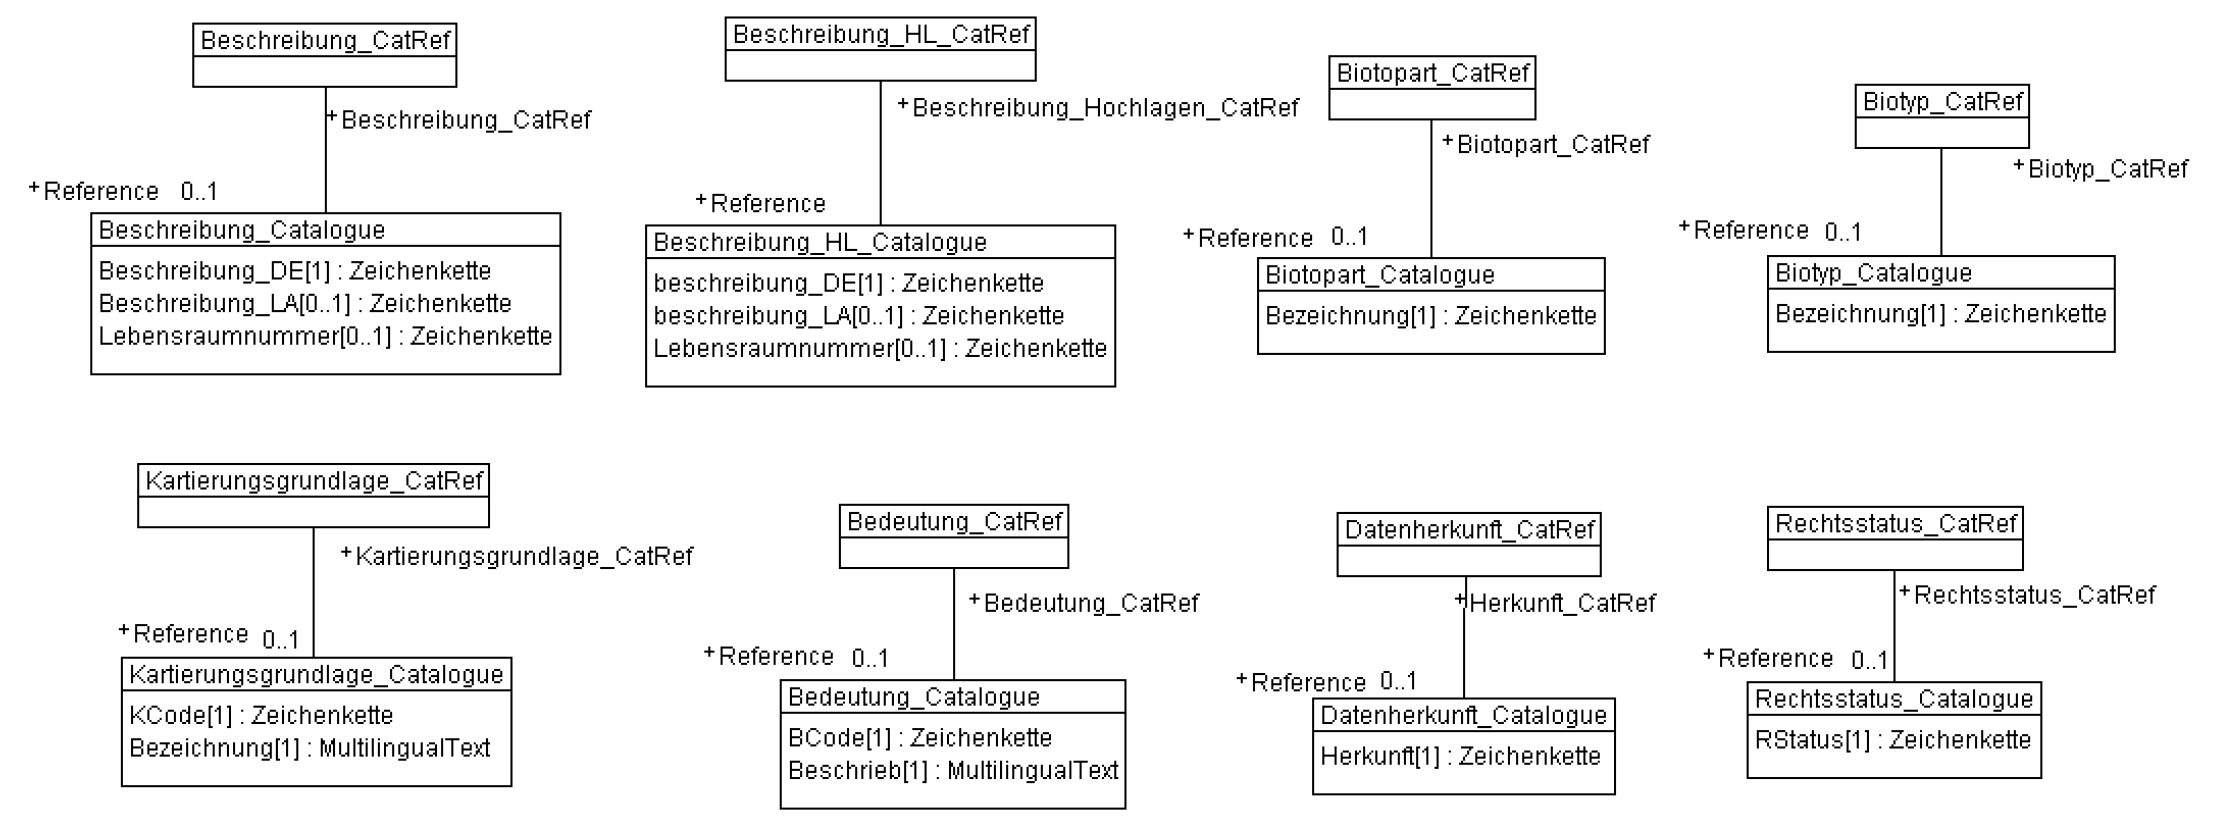 Beschreibung_CatRef
+Beschreibung_CatRef
+Reference 0..1
Beschreibung_Catalogue
Beschreibung_DE[1] : Zeichenkette
Beschreibung_LA[0..1] : Zeichenkette
Lebensraumnummer[0..1] : Zeichenkette
Beschreibung_HL_CatRef
+Beschreibung_Hochlagen_CatRef
+Reference
Beschreibung_HL_Catalogue
beschreibung_DE[1] : Zeichenkette
beschreibung_LA[0..1] : Zeichenkette
Lebensraumnummer[0..1] : Zeichenkette
Biotopart_CatRef
+Biotopart_CatRef
+Reference 0..1
Biotopart_Catalogue
Bezeichnung[1] : Zeichenkette
Biotyp_CatRef
+Biotyp_CatRef
+Reference 0..1
Biotyp_Catalogue
Bezeichnung[1] : Zeichenkette
Kartierungsgrundlage_CatRef
+Kartierungsgrundlage_CatRef
+Reference 0..1
Kartierungsgrundlage_Catalogue
KCode[1] : Zeichenkette
Bezeichnung[1] : MultilingualText
Bedeutung_CatRef
+Bedeutung_CatRef
+Reference 0..1
Bedeutung_Catalogue
BCode[1] : Zeichenkette
Beschrieb[1] : MultilingualText
Datenherkunft_CatRef
+Herkunft_CatRef
+Reference 0..1
Datenherkunft_Catalogue
Herkunft[1] : Zeichenkette
Rechtsstatus_CatRef
+Rechtsstatus_CatRef
+Reference 0..1
Rechtsstatus_Catalogue
RStatus[1] : Zeichenkette